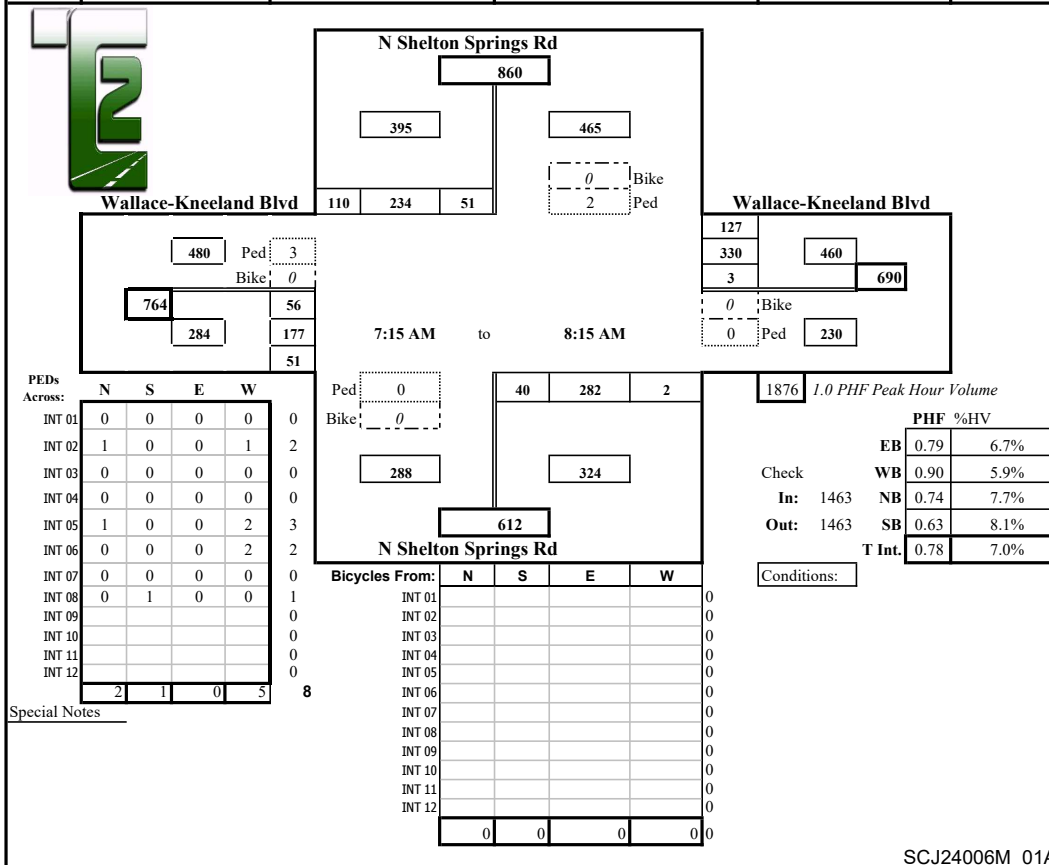 T2
N Shelton Springs Rd
860
395 465
0 Bike
2 Ped
Wallace-Kneeland Blvd 110 234 51 Wallace-Kneeland Blvd
127
480 Ped 3 330 460
Bike 0 3 690
764 56 0 Bike
284 177 7:15 AM to 8:15 AM 0 Ped 230
51
PEDs Across: N S E W Ped 0 40 282 2 1876 1.0 PHF Peak Hour Volume
INT 01 0 0 0 0 0 Bike 0 PHF %HV
INT 02 1 0 0 1 2 EB 0.79 6.7%
INT 03 0 0 0 0 0 288 324 Check WB 0.90 5.9%
INT 04 0 0 0 0 0 In: 1463 NB 0.74 7.7%
INT 05 1 0 0 2 3 612 Out: 1463 SB 0.63 8.1%
INT 06 0 0 0 2 2 N Shelton Springs Rd T Int. 0.78 7.0%
INT 07 0 0 0 0 0 Bicycles From: N S E W Conditions:
INT 08 0 1 0 0 1 INT 01 0
INT 09 0 INT 02 0
INT 10 0 INT 03 0
INT 11 0 INT 04 0
INT 12 0 INT 05 0
2 1 0 5 8 INT 06 0
Special Notes INT 07 0
INT 08 0
INT 09 0
INT 10 0
INT 11 0
INT 12 0
0 0 0 0 0
SCJ24006M_01A